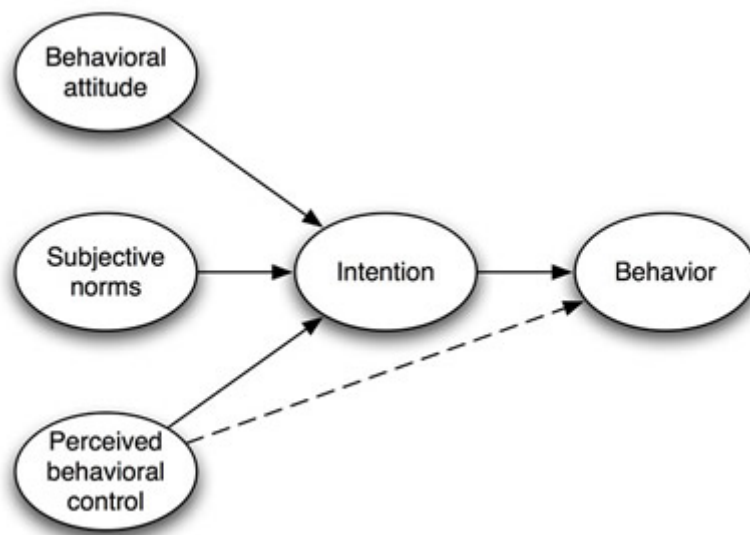 Behavioral
attitude
Subjective
norms
Intention
Behavior
Perceived
behavioral
control